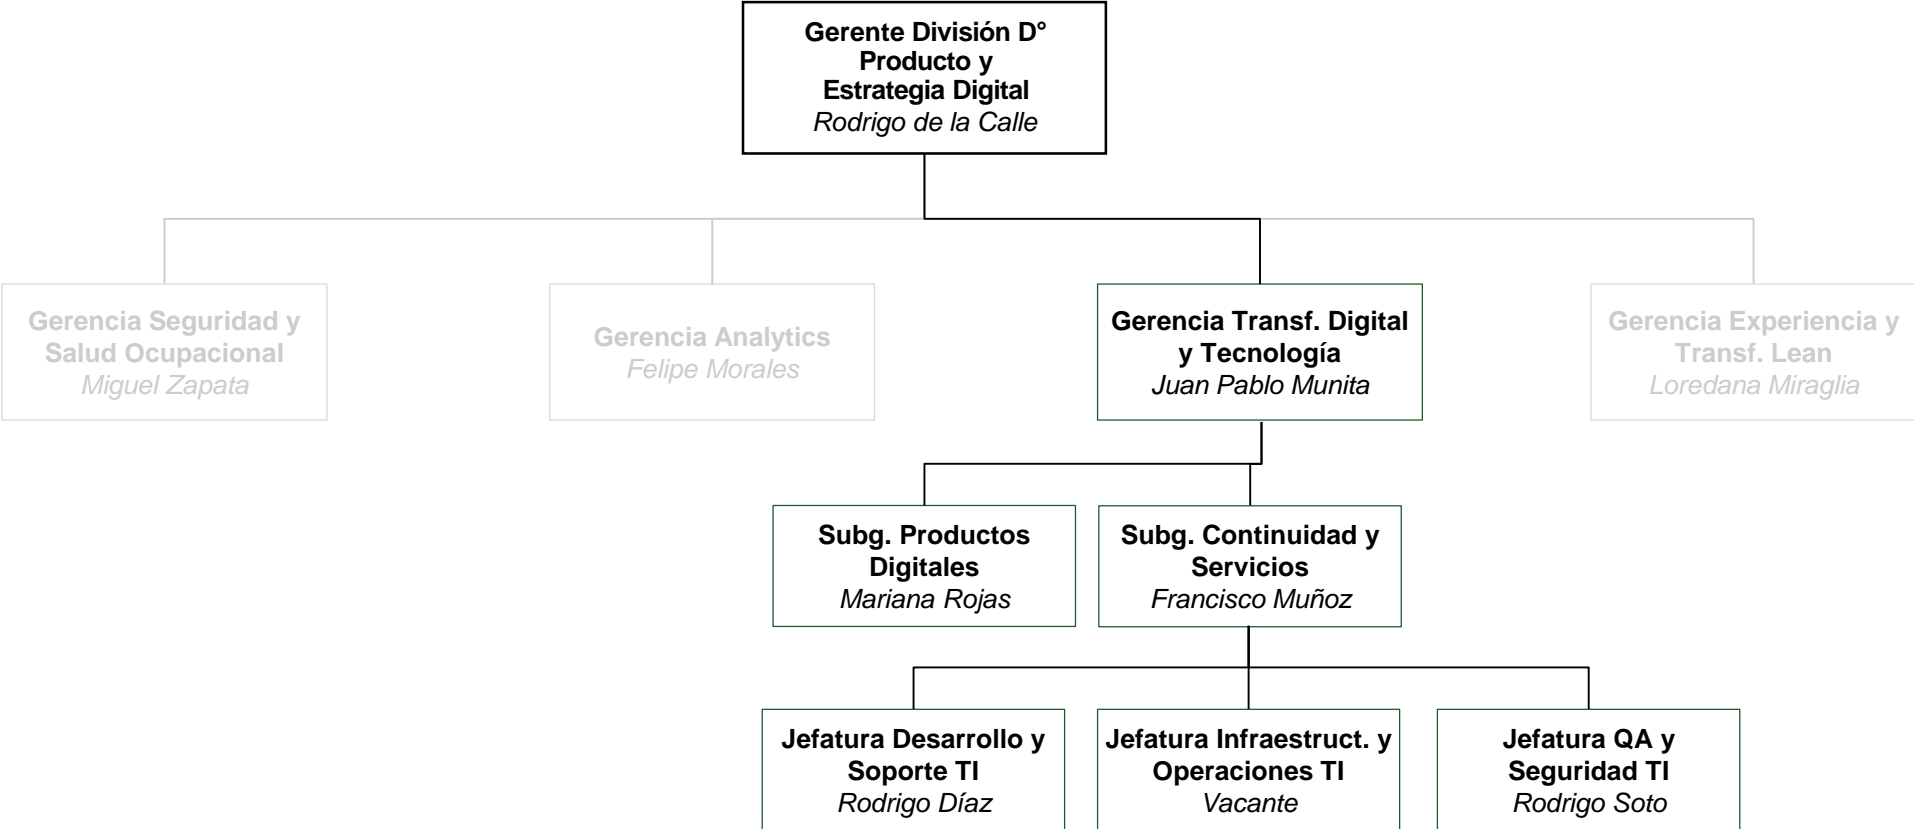 Gerente División D°
Producto y
Estrategia Digital
Rodrigo de la Calle
Gerencia Seguridad y
Salud Ocupacional
Miguel Zapata
Gerencia Analytics
Felipe Morales
Gerencia Transf. Digital
y Tecnología
Juan Pablo Munita
Gerencia Experiencia y
Transf. Lean
Loredana Miraglia
Subg. Productos
Digitales
Mariana Rojas
Subg. Continuidad y
Servicios
Francisco Muñoz
Jefatura Desarrollo y
Soporte TI
Rodrigo Díaz
Jefatura Infraestruct. y
Operaciones TI
Vacante
Jefatura QA y
Seguridad TI
Rodrigo Soto